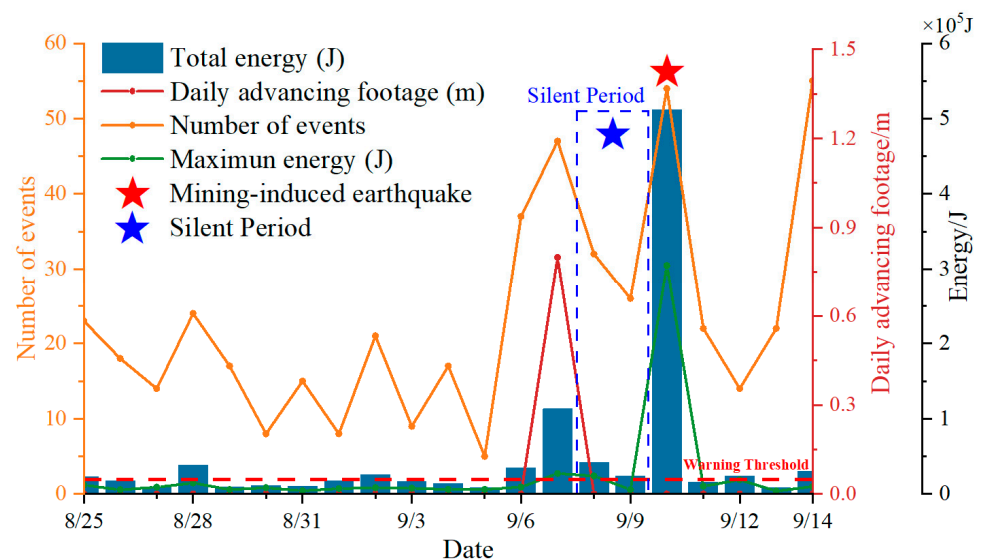 ×10⁵J
60
50
40
30
20
10
0
Number of events
Total energy (J)
Daily advancing footage (m)
Number of events
Maximun energy (J)
Mining-induced earthquake
Silent Period
Silent Period
Warning Threshold
1.5
1.2
0.9
0.6
0.3
0.0
Daily advancing footage/m
6
5
4
3
2
1
0
Energy/J
8/25 8/28 8/31 9/3 9/6 9/9 9/12 9/14
Date